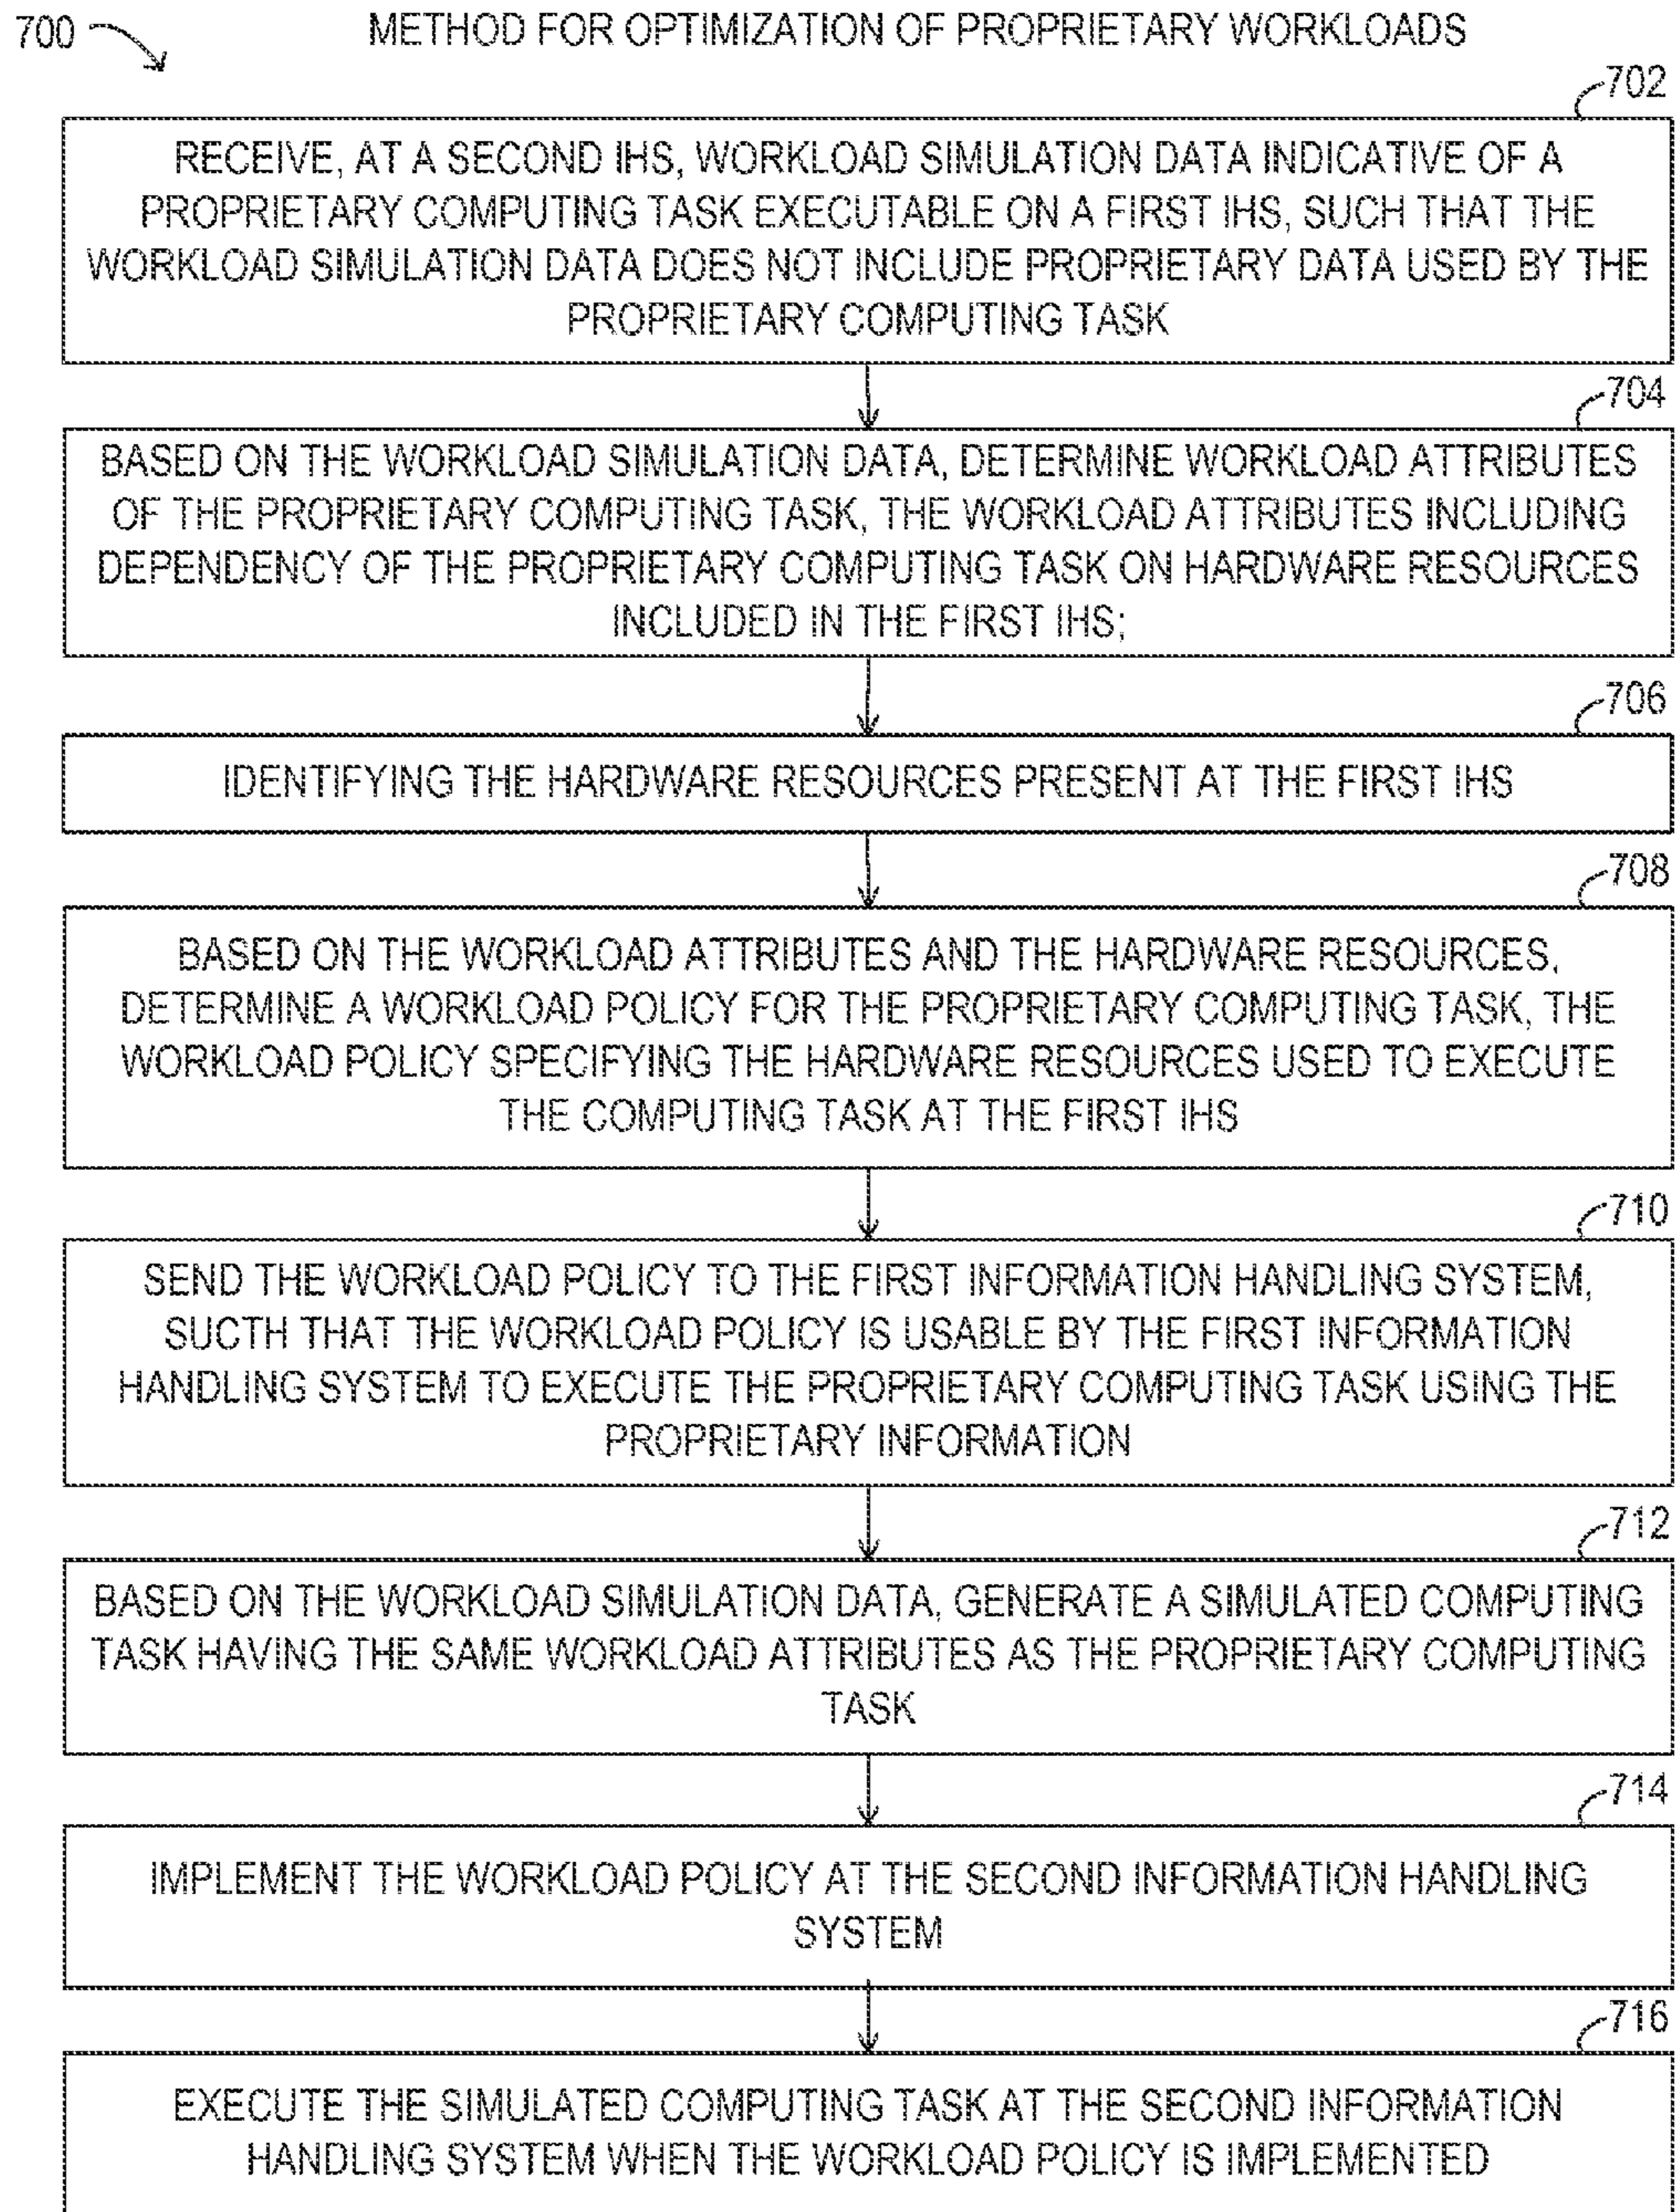 700
METHOD FOR OPTIMIZATION OF PROPRIETARY WORKLOADS
702
RECEIVE, AT A SECOND IHS, WORKLOAD SIMULATION DATA INDICATIVE OF A
PROPRIETARY COMPUTING TASK EXECUTABLE ON A FIRST IHS, SUCH THAT THE
WORKLOAD SIMULATION DATA DOES NOT INCLUDE PROPRIETARY DATA USED BY THE
PROPRIETARY COMPUTING TASK
704
BASED ON THE WORKLOAD SIMULATION DATA, DETERMINE WORKLOAD ATTRIBUTES
OF THE PROPRIETARY COMPUTING TASK, THE WORKLOAD ATTRIBUTES INCLUDING
DEPENDENCY OF THE PROPRIETARY COMPUTING TASK ON HARDWARE RESOURCES
INCLUDED IN THE FIRST IHS;
706
IDENTIFYING THE HARDWARE RESOURCES PRESENT AT THE FIRST IHS
708
BASED ON THE WORKLOAD ATTRIBUTES AND THE HARDWARE RESOURCES,
DETERMINE A WORKLOAD POLICY FOR THE PROPRIETARY COMPUTING TASK, THE
WORKLOAD POLICY SPECIFYING THE HARDWARE RESOURCES USED TO EXECUTE
THE COMPUTING TASK AT THE FIRST IHS
710
SEND THE WORKLOAD POLICY TO THE FIRST INFORMATION HANDLING SYSTEM,
SUCTH THAT THE WORKLOAD POLICY IS USABLE BY THE FIRST INFORMATION
HANDLING SYSTEM TO EXECUTE THE PROPRIETARY COMPUTING TASK USING THE
PROPRIETARY INFORMATION
712
BASED ON THE WORKLOAD SIMULATION DATA, GENERATE A SIMULATED COMPUTING
TASK HAVING THE SAME WORKLOAD ATTRIBUTES AS THE PROPRIETARY COMPUTING
TASK
714
IMPLEMENT THE WORKLOAD POLICY AT THE SECOND INFORMATION HANDLING
SYSTEM
716
EXECUTE THE SIMULATED COMPUTING TASK AT THE SECOND INFORMATION
HANDLING SYSTEM WHEN THE WORKLOAD POLICY IS IMPLEMENTED